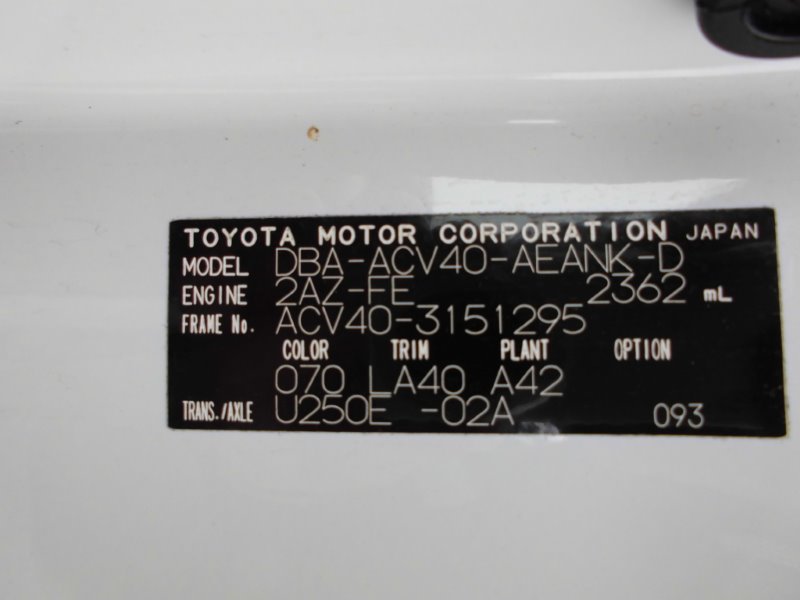 TOYOTA MOTOR CORPORATION JAPAN
MODEL DBA-ACV40-AEANK-D
ENGINE 2AZ-FE 2362 mL
FRAME No. ACV40-3151295
COLOR TRIM PLANT OPTION
070 LA40 A42
TRANS./AXLE U250E -02A 093